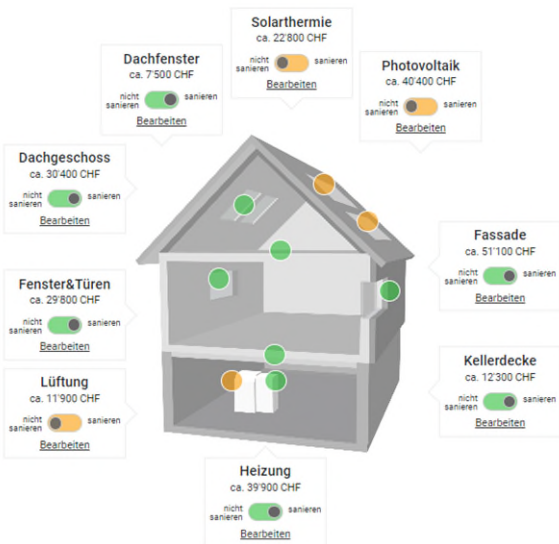 Solarthermie
ca. 22'800 CHF
nicht sanieren
sanieren
Bearbeiten
Dachfenster
ca. 7'500 CHF
nicht sanieren
sanieren
Bearbeiten
Photovoltaik
ca. 40'400 CHF
nicht sanieren
sanieren
Bearbeiten
Dachgeschoss
ca. 30'400 CHF
nicht sanieren
sanieren
Bearbeiten
Fassade
ca. 51'100 CHF
nicht sanieren
sanieren
Bearbeiten
Fenster&Türen
ca. 29'800 CHF
nicht sanieren
sanieren
Bearbeiten
Kellerdecke
ca. 12'300 CHF
nicht sanieren
sanieren
Bearbeiten
Lüftung
ca. 11'900 CHF
nicht sanieren
sanieren
Bearbeiten
Heizung
ca. 39'900 CHF
nicht sanieren
sanieren
Bearbeiten